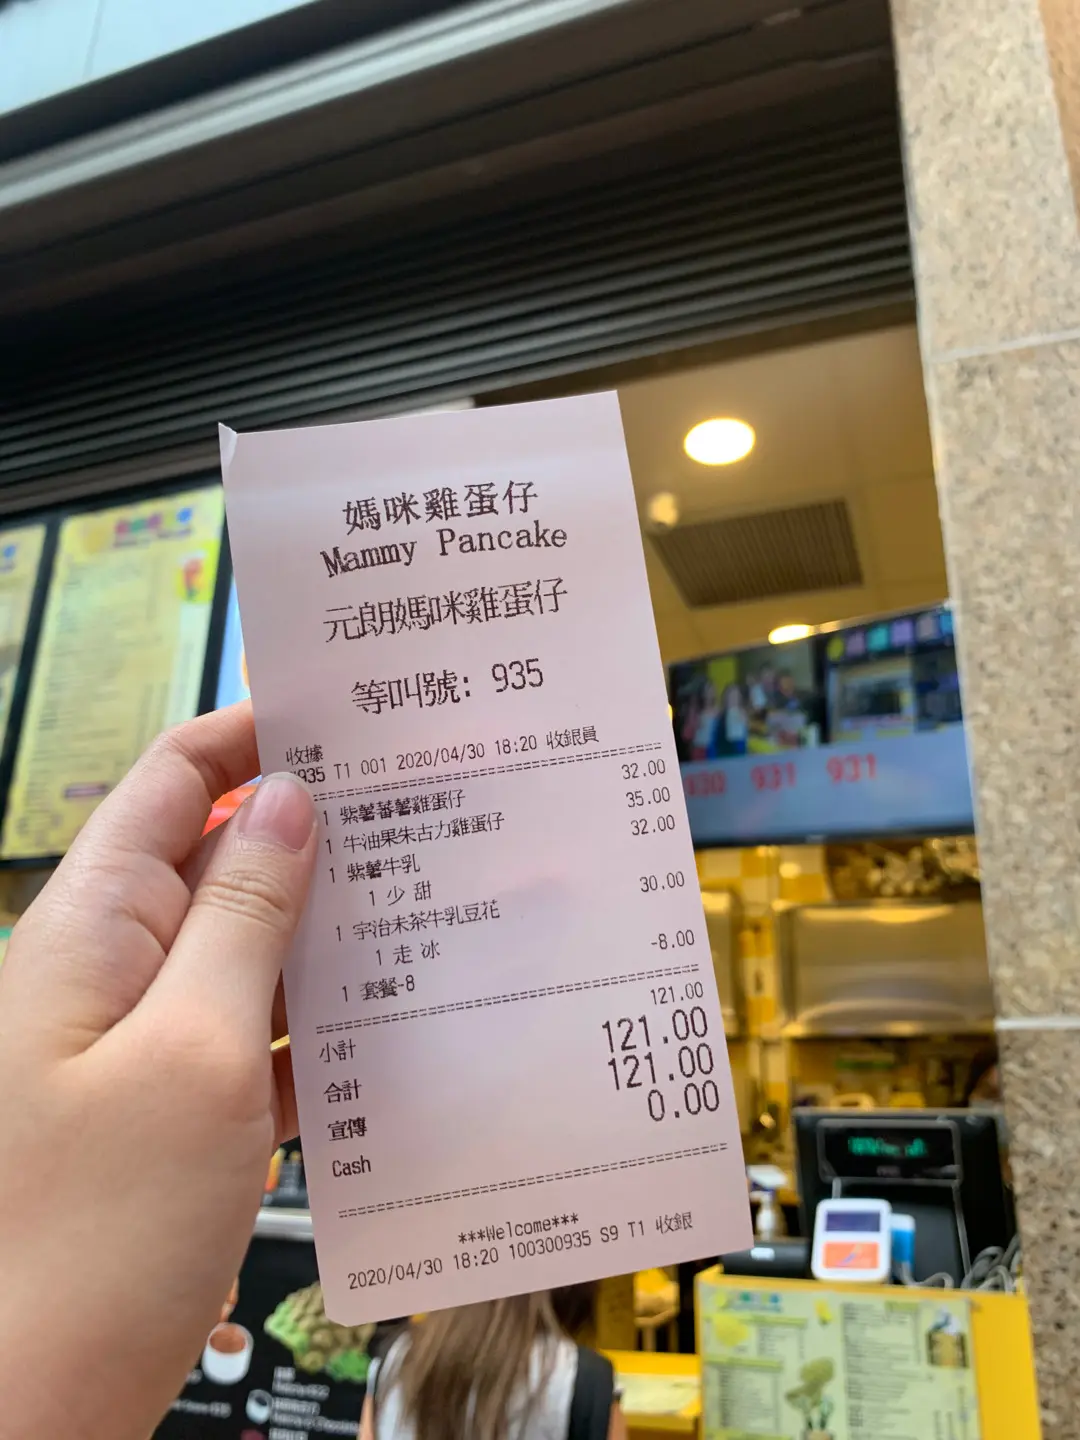 媽咪雞蛋仔
Mammy Pancake
元朗媽咪雞蛋仔
等叫號: 935
收據
935 T1 001 2020/04/30 18:20 收銀員
1 紫薯蕃薯雞蛋仔 32.00
1 牛油果朱古力雞蛋仔 35.00
1 紫薯牛乳 32.00
1 少 甜
1 宇治未茶牛乳豆花 30.00
1 走 冰
1 套餐-8 -8.00
小計 121.00
合計 121.00
宣傳 121.00
Cash 0.00
***Welcome***
2020/04/30 18:20 100300935 S9 T1 收銀
930 931 931